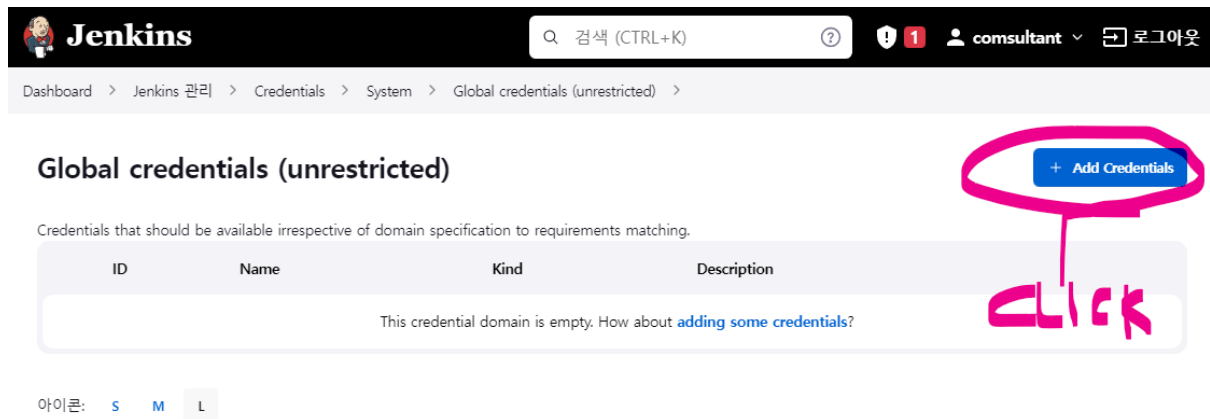 Jenkins
검색 (CTRL+K)
?
1
comsultant
로그아웃
Dashboard > Jenkins 관리 > Credentials > System > Global credentials (unrestricted) >
Global credentials (unrestricted)
+ Add Credentials
Credentials that should be available irrespective of domain specification to requirements matching.
ID Name Kind Description
This credential domain is empty. How about adding some credentials?
CLICK
아이콘: S M L